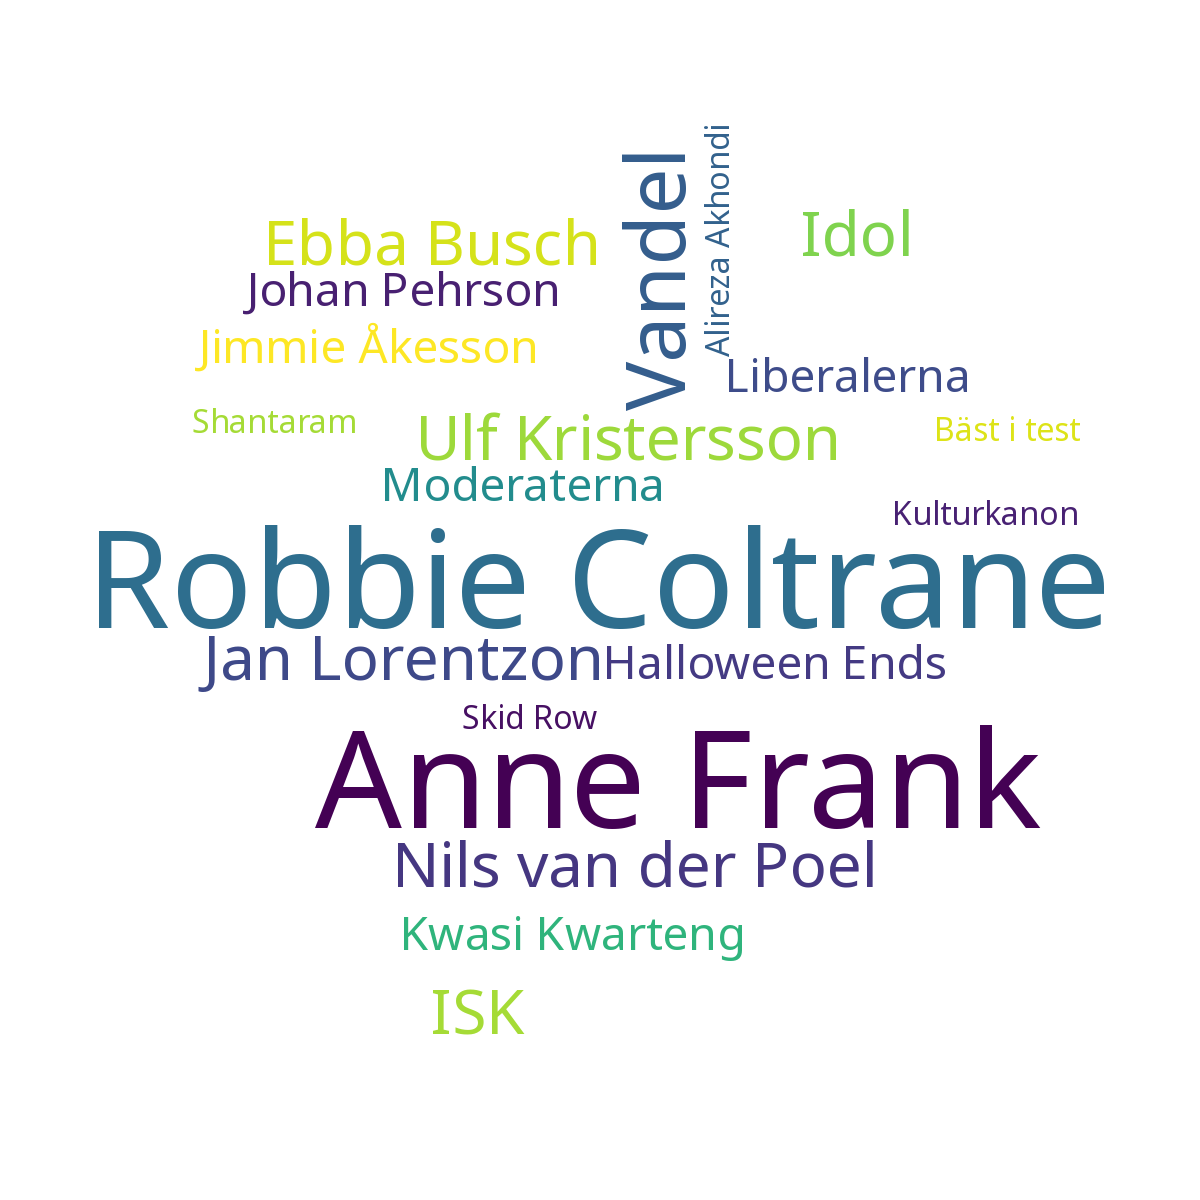 Vandel
Alireza Akhondi
Ebba Busch
Idol
Johan Pehrson
Jimmie Åkesson
Liberalerna
Shantaram
Ulf Kristersson
Bäst i test
Moderaterna
Kulturkanon
Robbie Coltrane
Jan Lorentzon
Halloween Ends
Skid Row
Anne Frank
Nils van der Poel
Kwasi Kwarteng
ISK